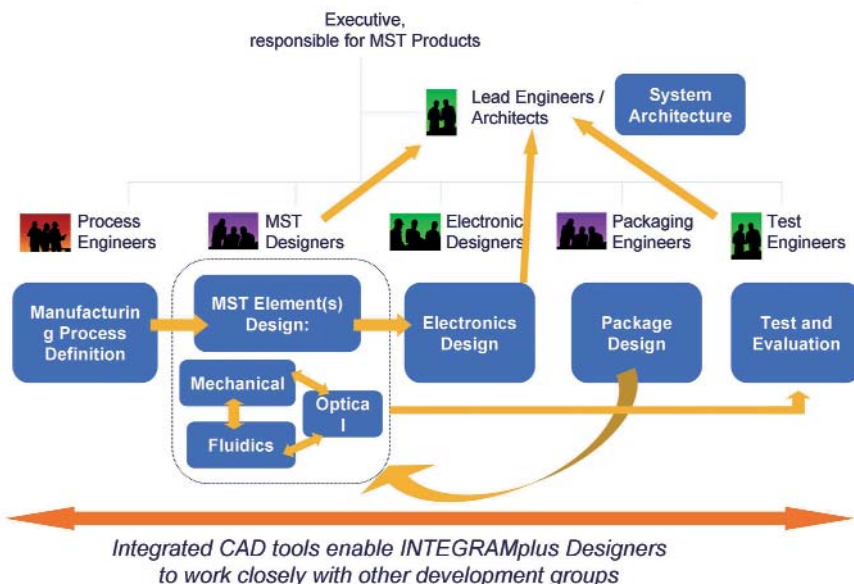 Executive,
responsible for MST Products
Lead Engineers /
Architects
System
Architecture
Process
Engineers
MST
Designers
Electronic
Designers
Packaging
Engineers
Test
Engineers
Manufacturin
g Process
Definition
MST Element(s)
Design:
Electronics
Design
Package
Design
Test and
Evaluation
Mechanical
Optica
l
Fluidics
Integrated CAD tools enable INTEGRAMplus Designers
to work closely with other development groups